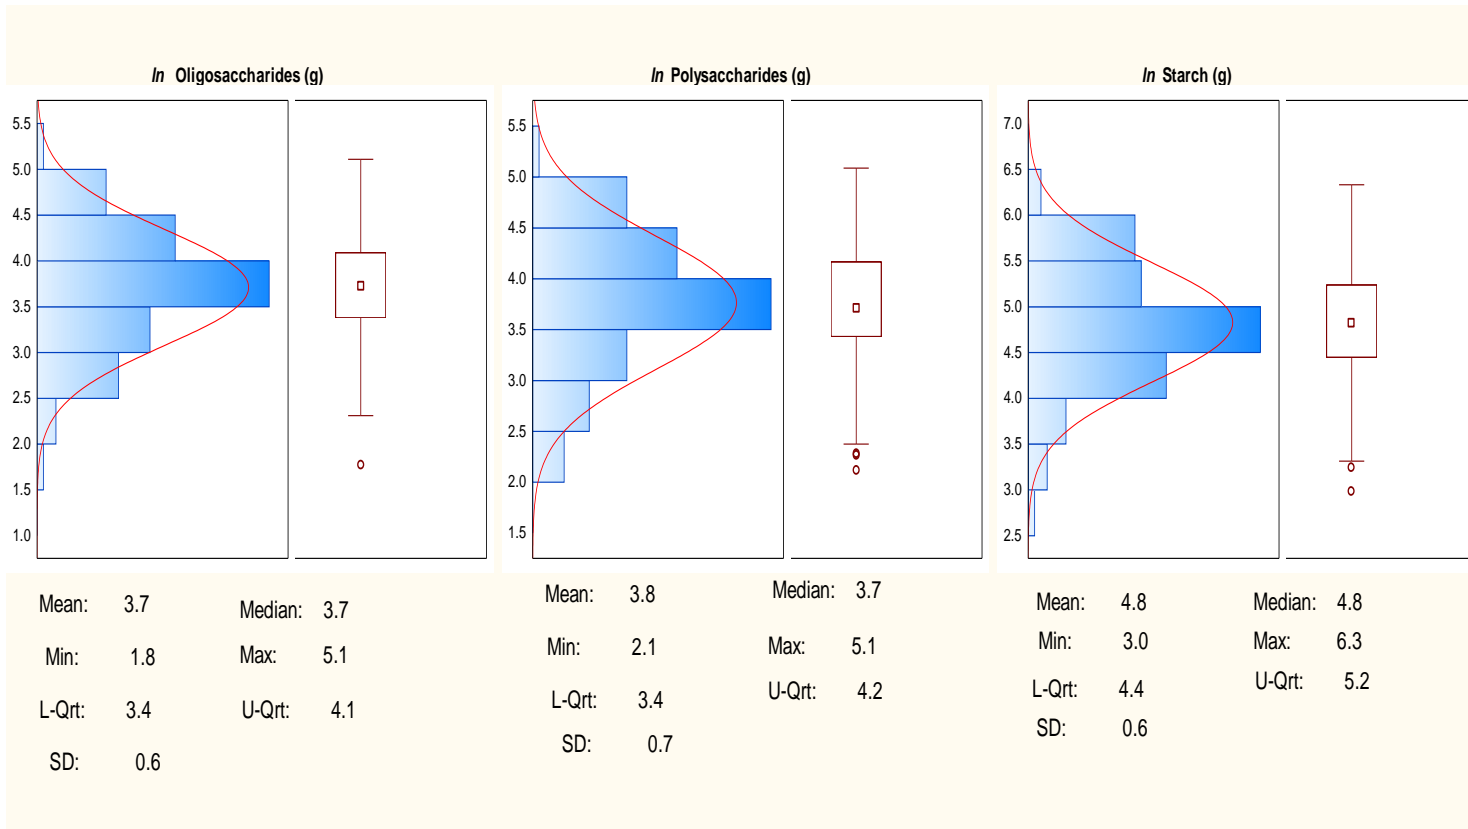 ln Oligosaccharides (g)
5.5
5.0
4.5
4.0
3.5
3.0
2.5
2.0
1.5
1.0
Mean: 3.7 Median: 3.7
Min: 1.8 Max: 5.1
L-Qrt: 3.4 U-Qrt: 4.1
SD: 0.6
ln Polysaccharides (g)
5.5
5.0
4.5
4.0
3.5
3.0
2.5
2.0
1.5
Mean: 3.8 Median: 3.7
Min: 2.1 Max: 5.1
L-Qrt: 3.4 U-Qrt: 4.2
SD: 0.7
ln Starch (g)
7.0
6.5
6.0
5.5
5.0
4.5
4.0
3.5
3.0
2.5
Mean: 4.8 Median: 4.8
Min: 3.0 Max: 6.3
L-Qrt: 4.4 U-Qrt: 5.2
SD: 0.6